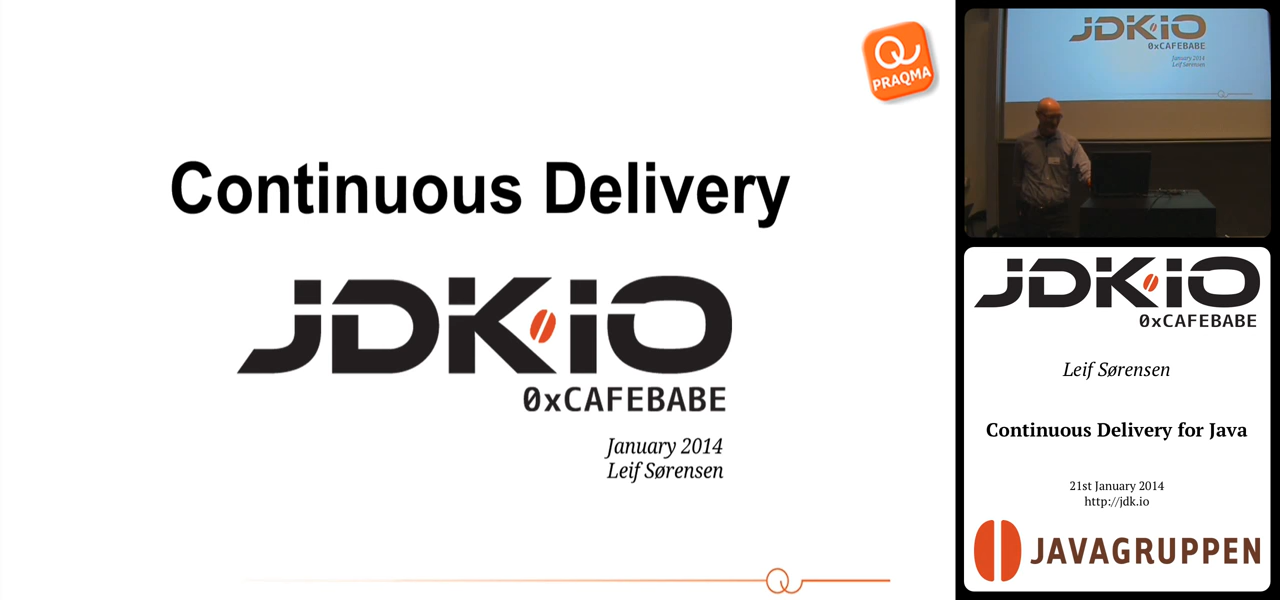 PRAQMA
Continuous Delivery
JDK.IO
0xCAFEBABE
January 2014
Leif Sørensen
JDK.IO
0xCAFEBABE
January 2014
Leif Sørensen
JDK.IO
0xCAFEBABE
Leif Sørensen
Continuous Delivery for Java
21st January 2014
http://jdk.io
JAVAGRUPPEN